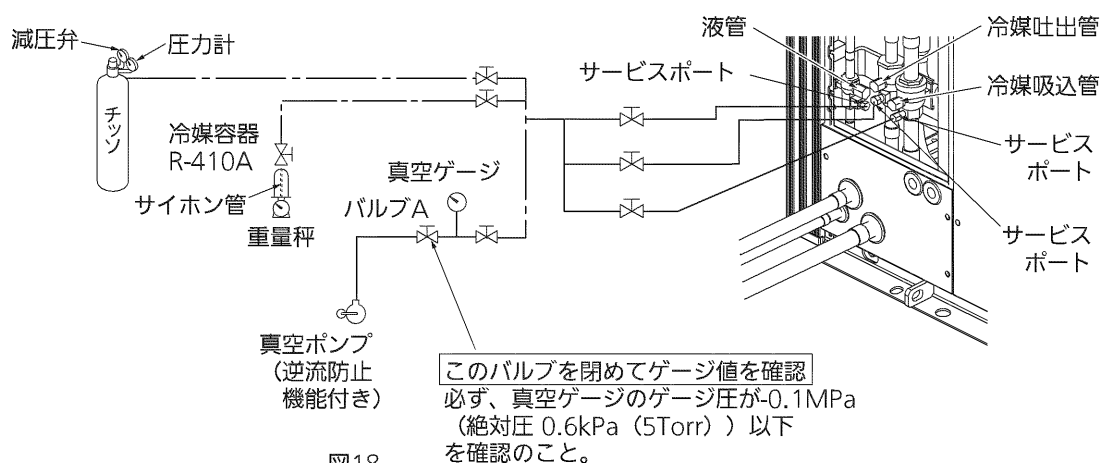 減圧弁
圧力計
チッソ
冷媒容器
R-410A
サイホン管
重量秤
真空ゲージ
バルブA
真空ポンプ
（逆流防止
機能付き）
液管
サービスポート
冷媒吐出管
冷媒吸込管
サービス
ポート
サービス
ポート
このバルブを閉めてゲージ値を確認
必ず、真空ゲージのゲージ圧が-0.1MPa
（絶対圧 0.6kPa（5Torr））以下
を確認のこと。
図18